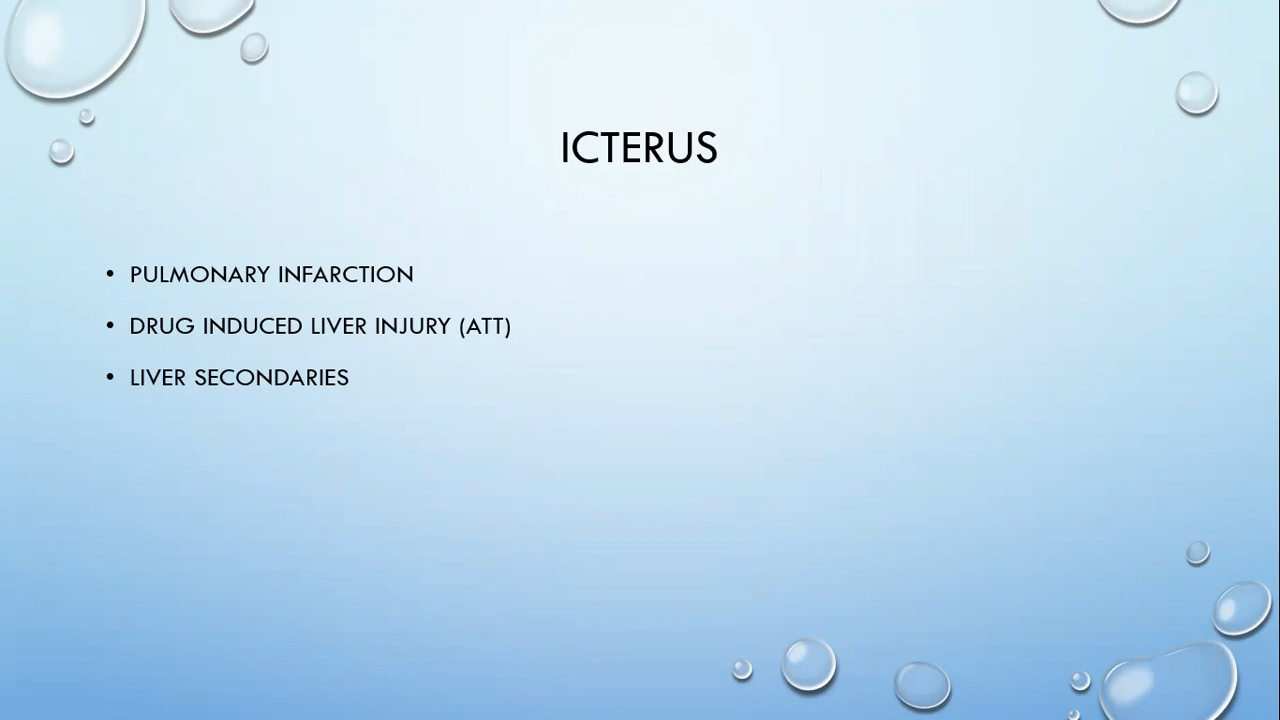 ICTERUS
• PULMONARY INFARCTION
• DRUG INDUCED LIVER INJURY (ATT)
• LIVER SECONDARIES